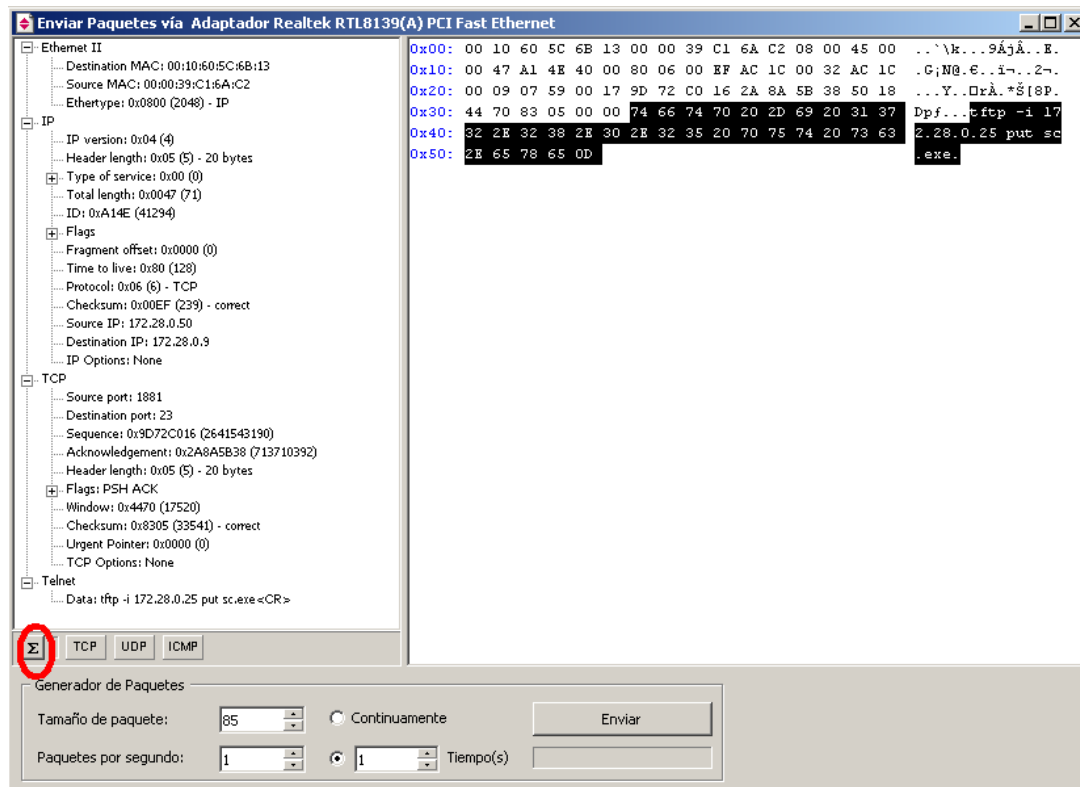 Enviar Paquetes vía Adaptador Realtek RTL8139(A) PCI Fast Ethernet
Ethernet II
Destination MAC: 00:10:60:5C:6B:13
Source MAC: 00:00:39:C1:6A:C2
Ethertype: 0x0800 (2048) - IP
IP
IP version: 0x04 (4)
Header length: 0x05 (5) - 20 bytes
Type of service: 0x00 (0)
Total length: 0x0047 (71)
ID: 0xA14E (41294)
Flags
Fragment offset: 0x0000 (0)
Time to live: 0x80 (128)
Protocol: 0x06 (6) - TCP
Checksum: 0x00EF (239) - correct
Source IP: 172.28.0.50
Destination IP: 172.28.0.9
IP Options: None
TCP
Source port: 1881
Destination port: 23
Sequence: 0x9D72C016 (2641543190)
Acknowledgement: 0x2A8A5B38 (713710392)
Header length: 0x05 (5) - 20 bytes
Flags: PSH ACK
Window: 0x4470 (17520)
Checksum: 0x8305 (33541) - correct
Urgent Pointer: 0x0000 (0)
TCP Options: None
Telnet
Data: tftp -i 172.28.0.25 put sc.exe<CR>
0x00: 00 10 60 5C 6B 13 00 00 39 C1 6A C2 08 00 45 00 ..`\k...9ÁjÂ..E.
0x10: 00 47 A1 4E 40 00 80 06 00 EF AC 1C 00 32 AC 1C .G¡N@.€..ï¬..2¬.
0x20: 00 09 07 59 00 17 9D 72 C0 16 2A 8A 5B 38 50 18 ...Y..□rÀ.*Š[8P.
0x30: 44 70 83 05 00 00 74 66 74 70 20 2D 69 20 31 37 Dpƒ...tftp -i 17
0x40: 32 2E 32 38 2E 30 2E 32 35 20 70 75 74 20 73 63 2.28.0.25 put sc
0x50: 2E 65 78 65 0D .exe.
Σ TCP UDP ICMP
Generador de Paquetes
Tamaño de paquete: 85 Continuamente Enviar
Paquetes por segundo: 1 1 Tiempo(s)